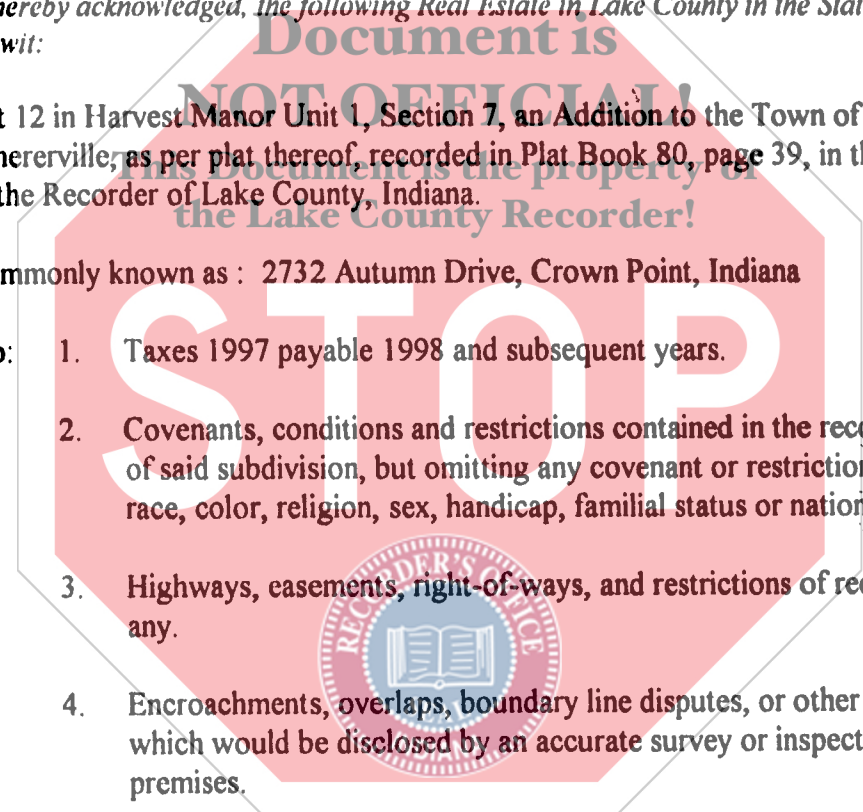 hereby acknowledged, the following Real Estate in Lake County in the Stat
wit:
Document is
NOT OFFICIAL!
t 12 in Harvest Manor Unit 1, Section 7, an Addition to the Town of
hererville, as per plat thereof, recorded in Plat Book 80, page 39, in th
This Document is the property of
the Recorder of Lake County, Indiana.
the Lake County Recorder!
mmonly known as : 2732 Autumn Drive, Crown Point, Indiana
STOP
o: 1. Taxes 1997 payable 1998 and subsequent years.
2. Covenants, conditions and restrictions contained in the reco
of said subdivision, but omitting any covenant or restriction
race, color, religion, sex, handicap, familial status or nation
3. Highways, easements, right-of-ways, and restrictions of rec
any.
RECORDER'S OFFICE
4. Encroachments, overlaps, boundary line disputes, or other
which would be disclosed by an accurate survey or inspect
INDIANA
premises.